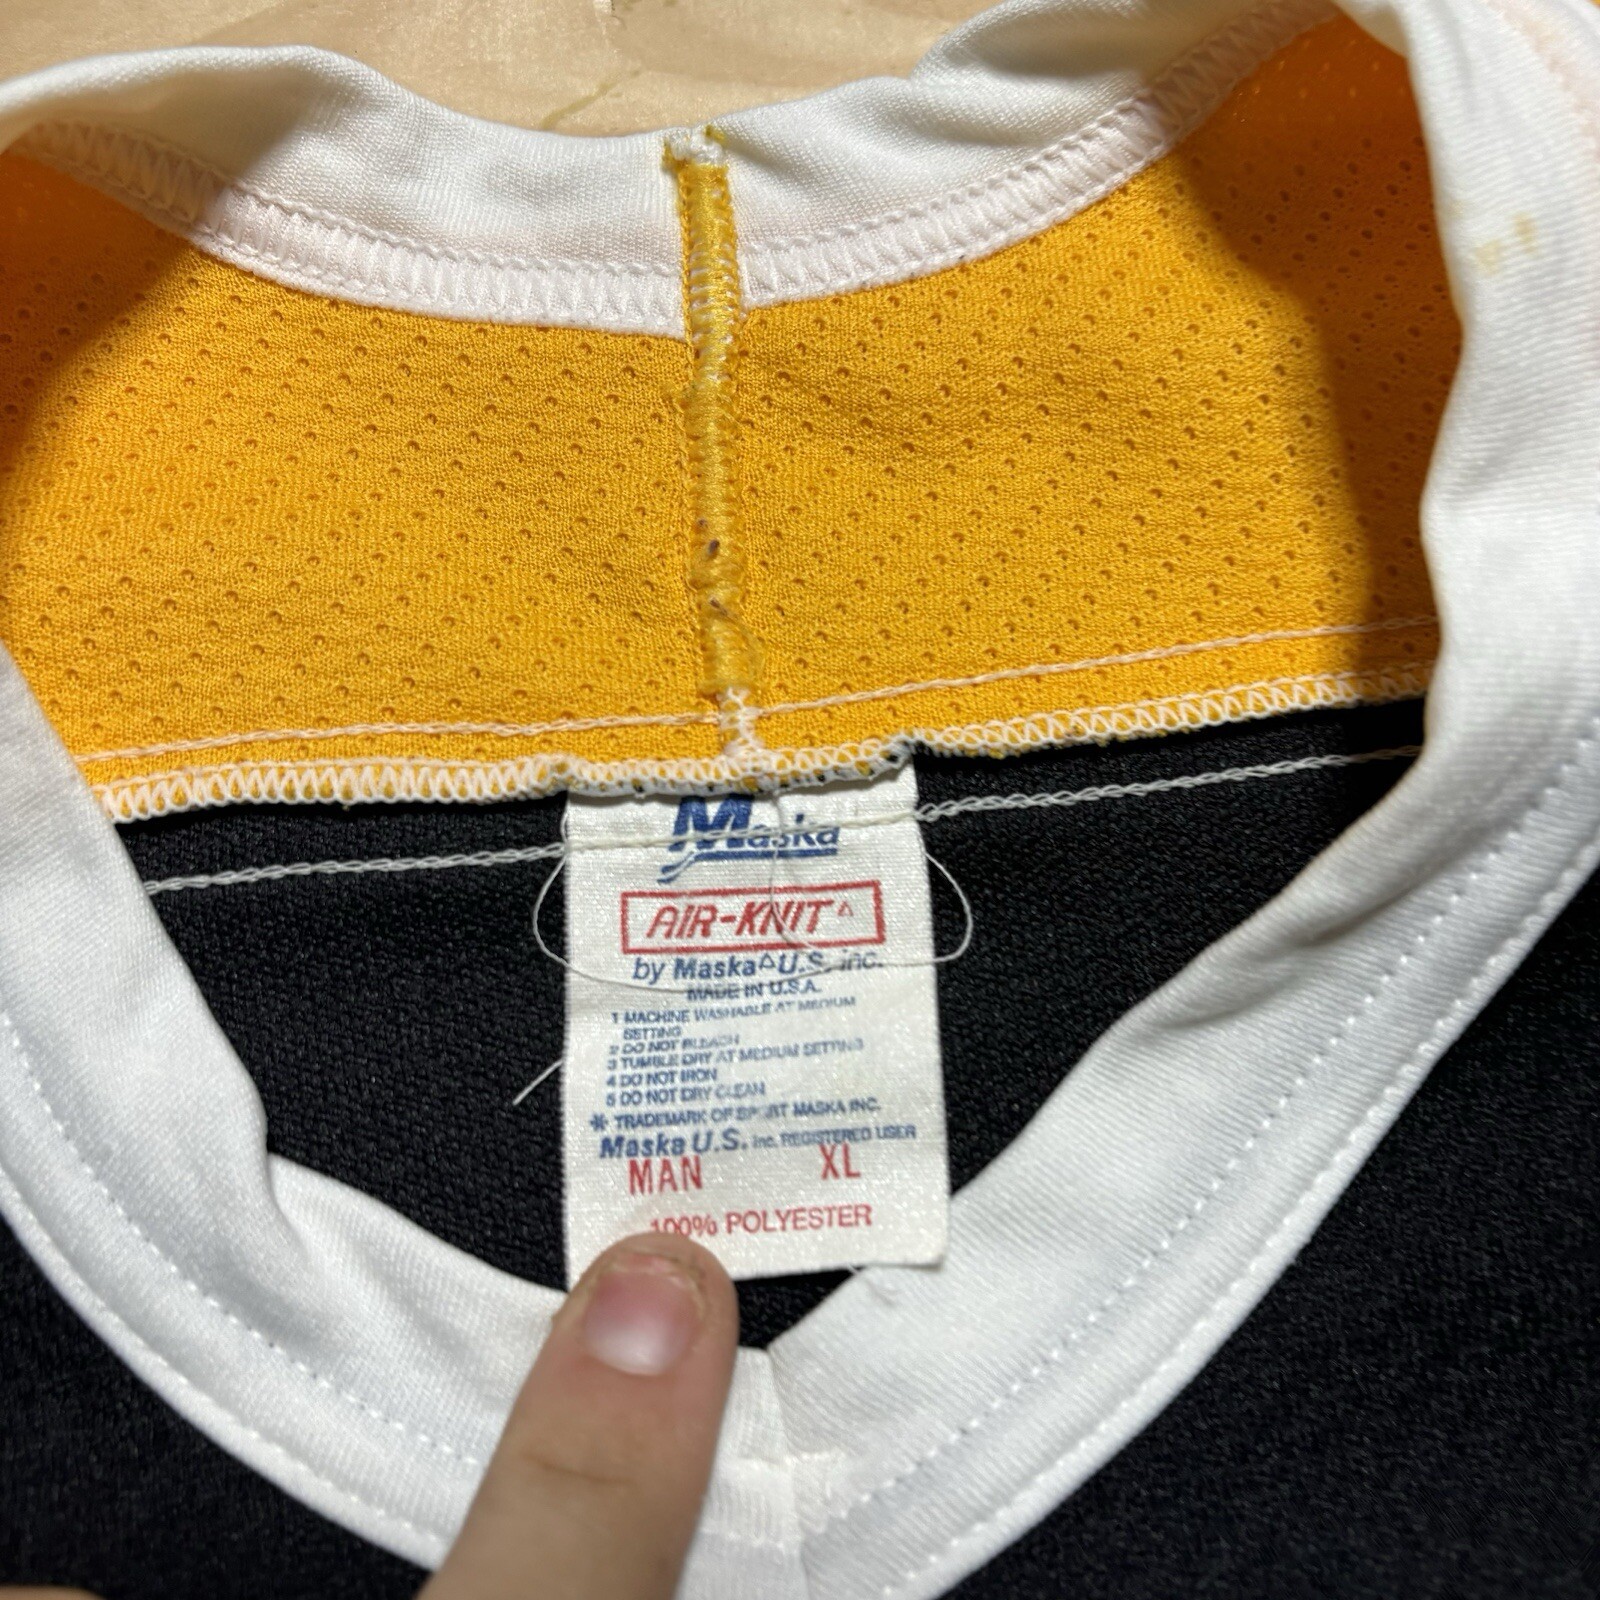 Maska
AIR-KNIT△
by Maska△ U.S. inc.
MADE IN U.S.A.
1 MACHINE WASHABLE AT MEDIUM
SETTING
2 DO NOT BLEACH
3 TUMBLE DRY AT MEDIUM SETTING
4 DO NOT IRON
5 DO NOT DRY CLEAN
* TRADEMARK OF SPORT MASKA INC.
Maska U.S. inc. REGISTERED USER
MAN XL
100% POLYESTER